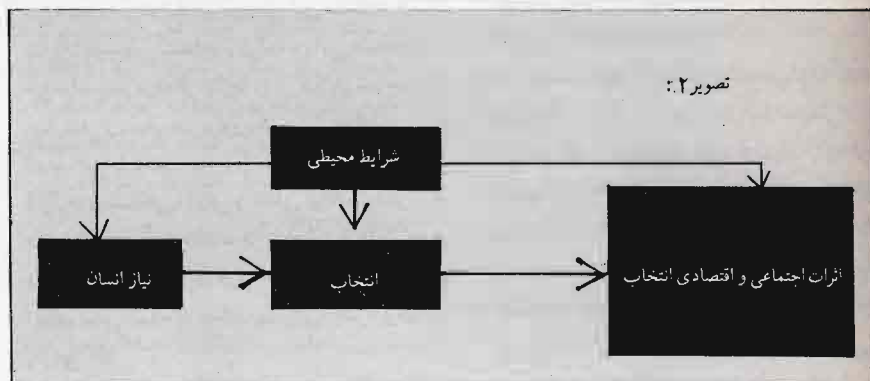 تصویر ۲:
شرایط محیطی
نیاز انسان
انتخاب
اثرات اجتماعی و اقتصادی انتخاب